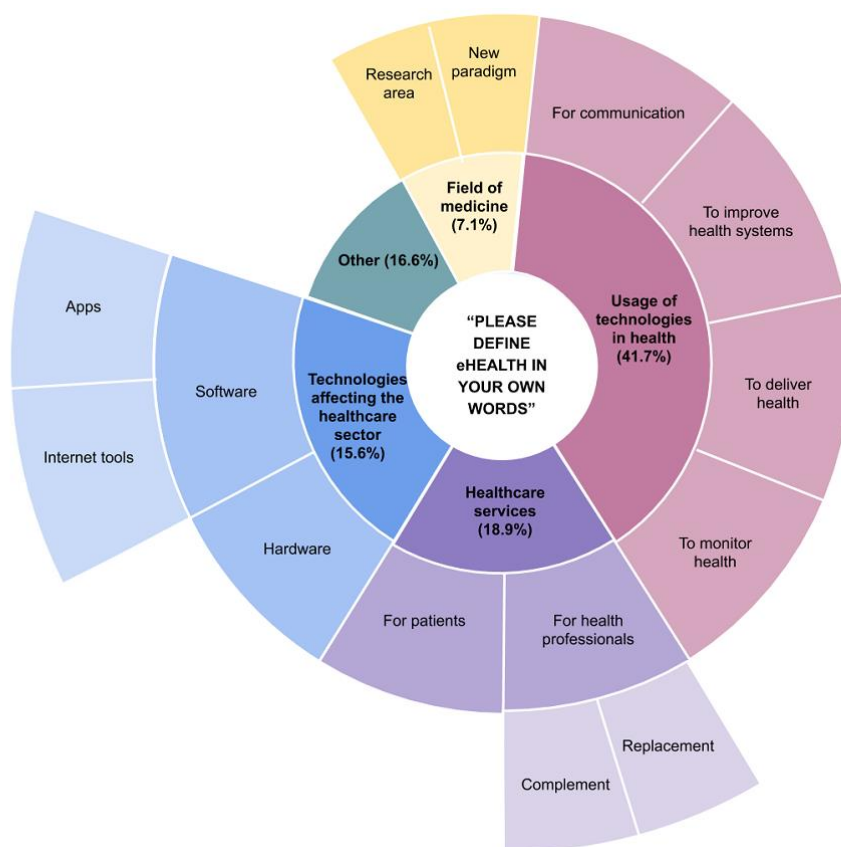 “PLEASE
DEFINE
eHEALTH IN
YOUR OWN
WORDS”
Usage of
technologies
in health
(41.7%)
For communication
To improve
health systems
To deliver
health
To monitor
health
Healthcare
services
(18.9%)
For health
professionals
Replacement
Complement
For patients
Technologies
affecting the
healthcare
sector
(15.6%)
Hardware
Software
Internet tools
Apps
Other (16.6%)
Field of
medicine
(7.1%)
Research
area
New
paradigm